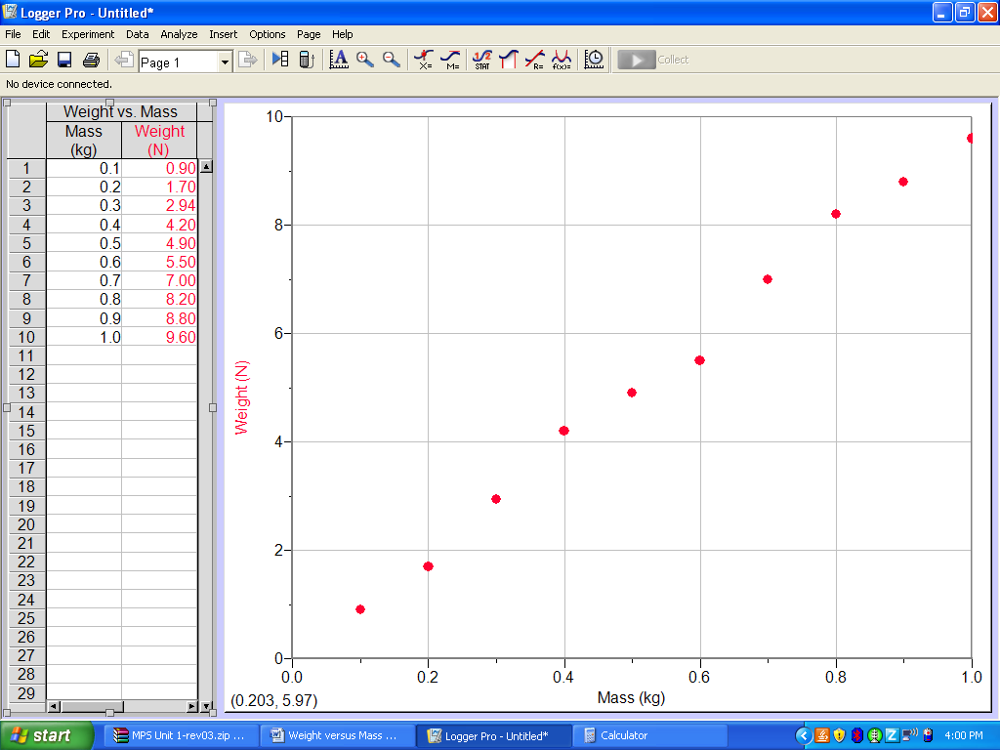 Logger Pro - Untitled*
File Edit Experiment Data Analyze Insert Options Page Help
Page 1 X= M= STAT R= f(x)= Collect
No device connected.
Weight vs. Mass
Mass Weight
(kg) (N)
1 0.1 0.90
2 0.2 1.70
3 0.3 2.94
4 0.4 4.20
5 0.5 4.90
6 0.6 5.50
7 0.7 7.00
8 0.8 8.20
9 0.9 8.80
10 1.0 9.60
11
12
13
14
15
16
17
18
19
20
21
22
23
24
25
26
27
28
29
10
8
6
Weight (N)
4
2
0
0.0 0.2 0.4 0.6 0.8 1.0
(0.203, 5.97) Mass (kg)
start MPS Unit 1-rev03.zip ... Weight versus Mass ... Logger Pro - Untitled* Calculator 4:00 PM